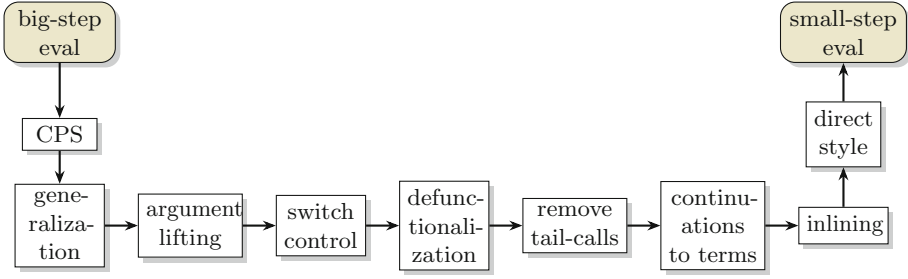 big-step
eval
CPS
gene-
raliza-
tion
argument
lifting
switch
control
defunc-
tionali-
zation
remove
tail-calls
continu-
ations
to terms
inlining
direct
style
small-step
eval